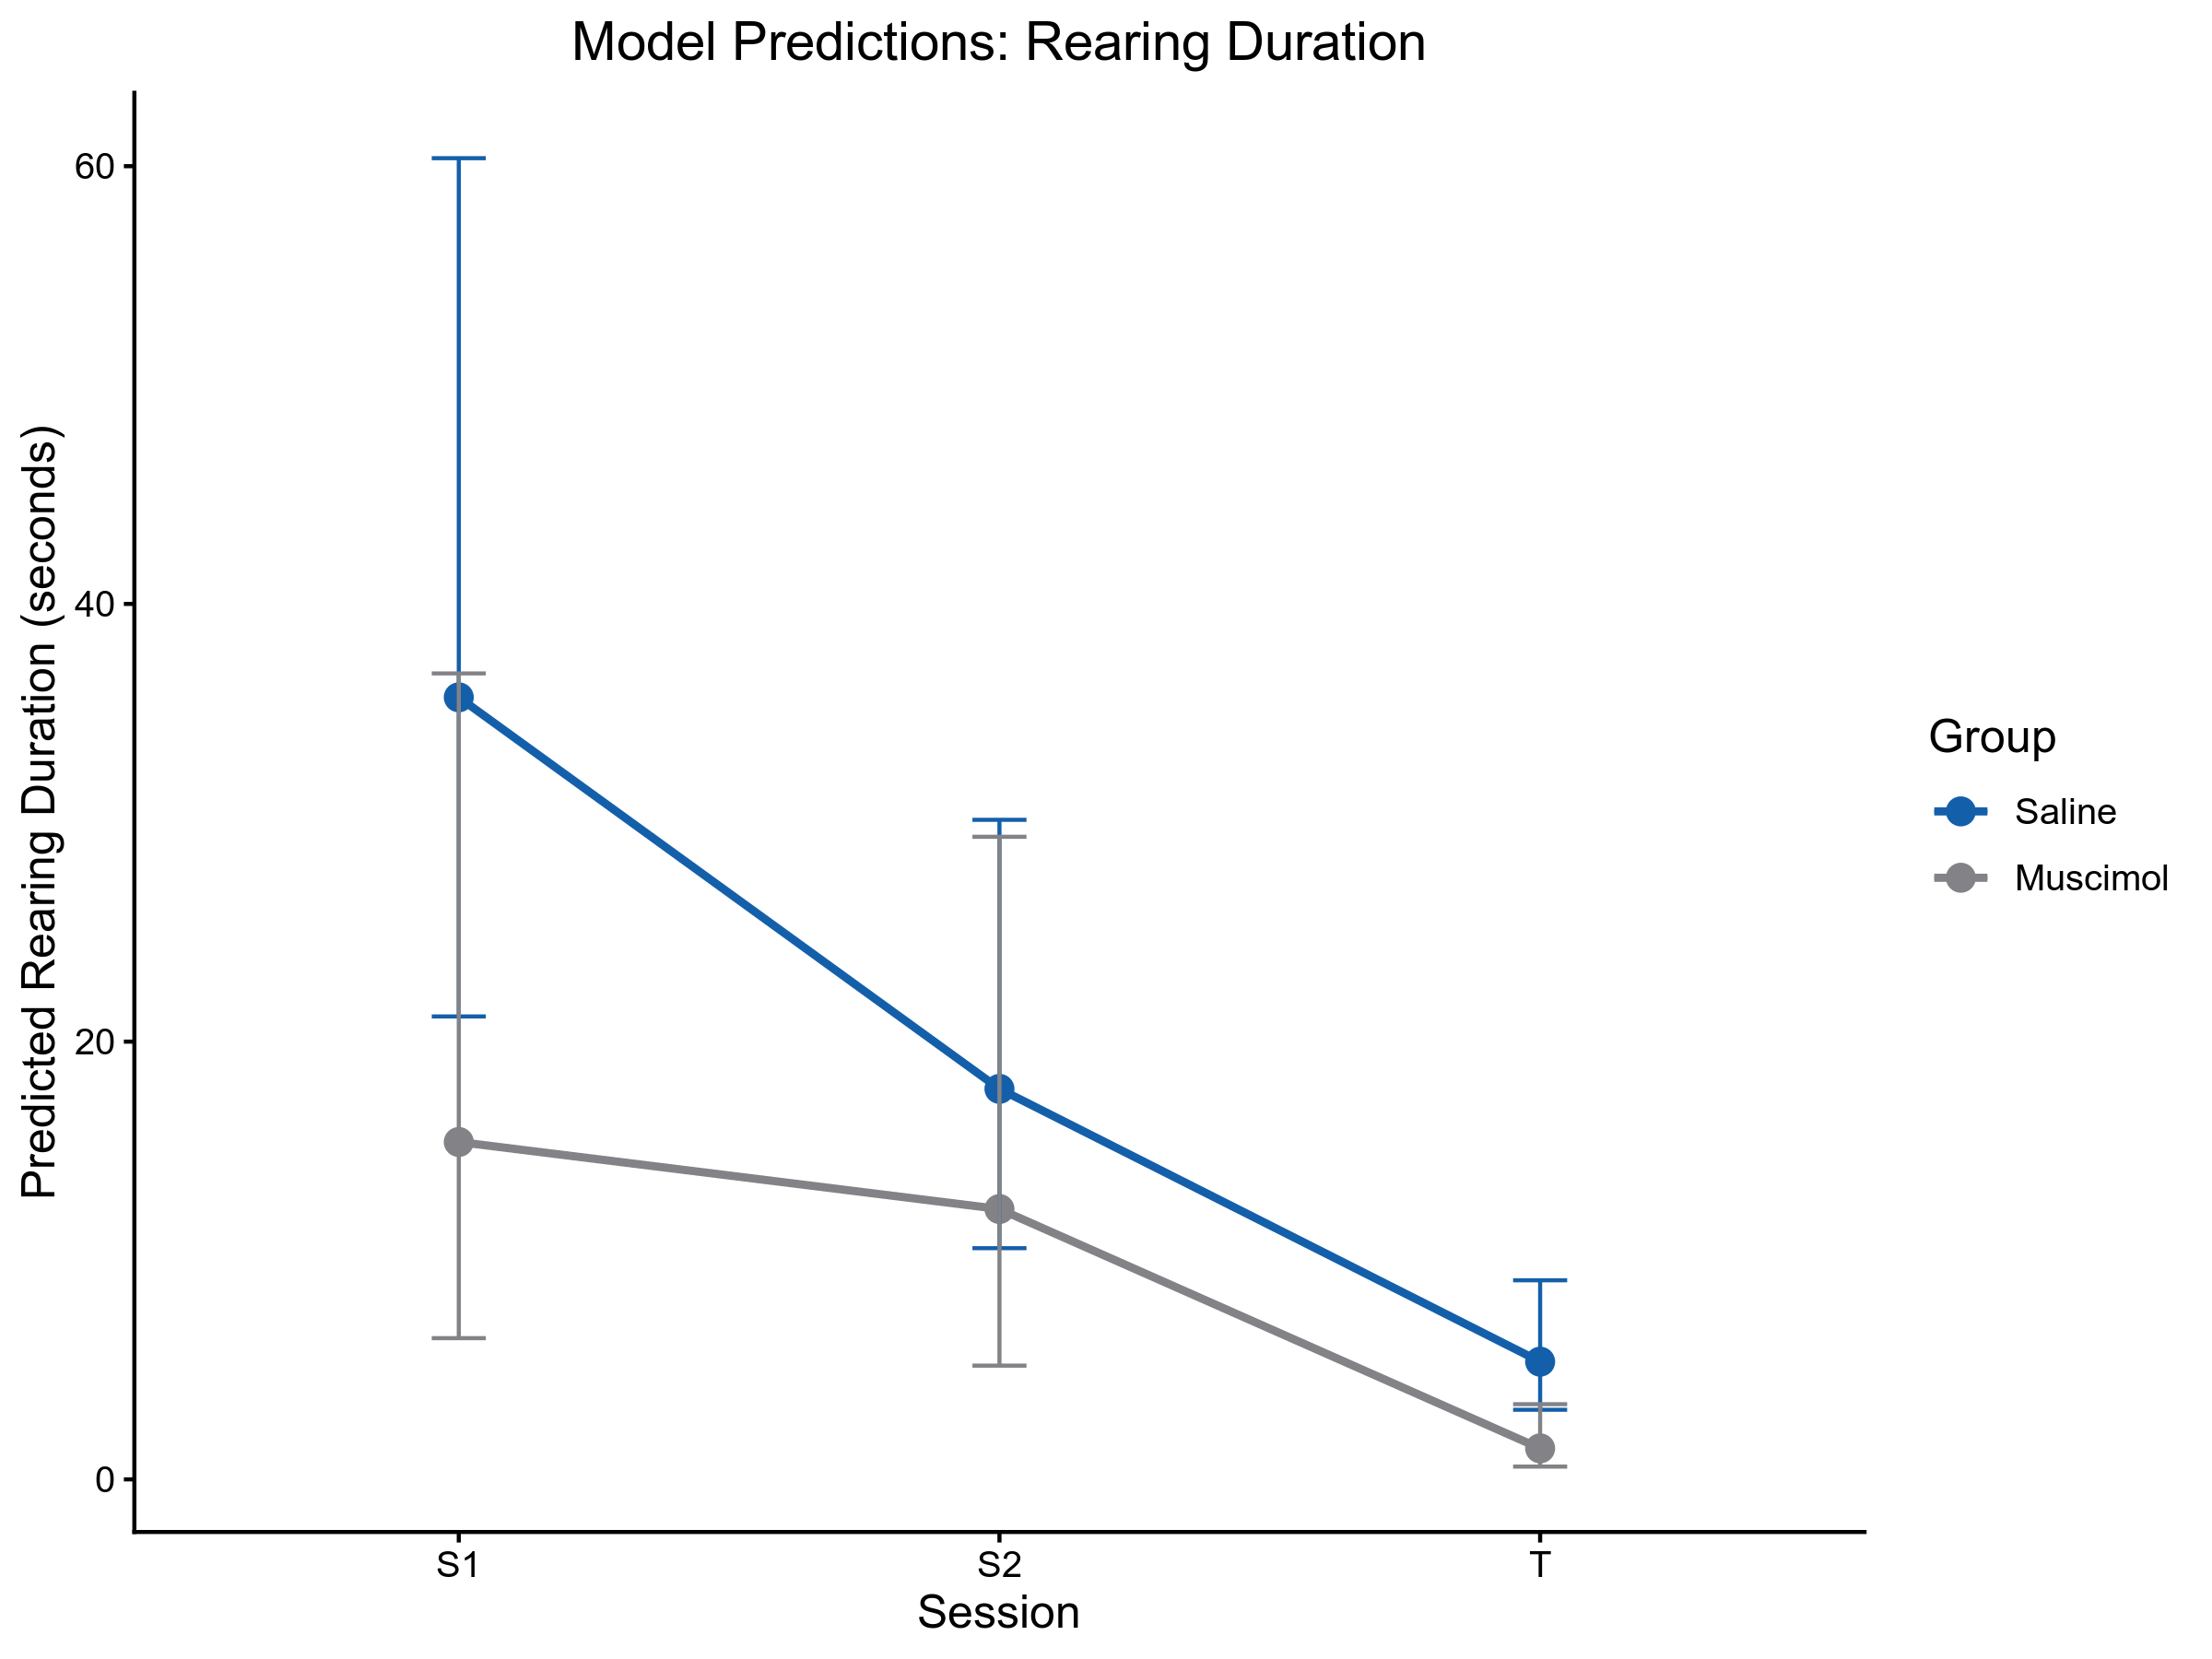 Model Predictions: Rearing Duration
Predicted Rearing Duration (seconds)
60
40
20
0
S1
S2
T
Session
Group
Saline
Muscimol